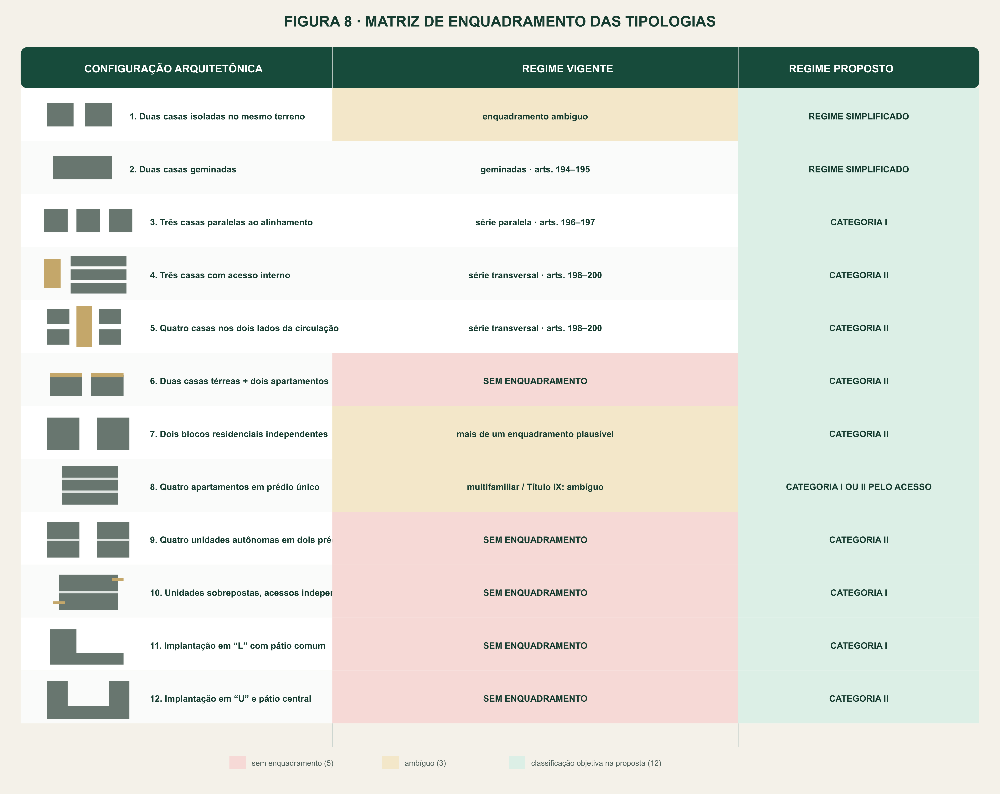 FIGURA 8 · MATRIZ DE ENQUADRAMENTO DAS TIPOLOGIAS
CONFIGURAÇÃO ARQUITETÔNICA
REGIME VIGENTE
REGIME PROPOSTO
1. Duas casas isoladas no mesmo terreno
enquadramento ambíguo
REGIME SIMPLIFICADO
2. Duas casas geminadas
geminadas · arts. 194–195
REGIME SIMPLIFICADO
3. Três casas paralelas ao alinhamento
série paralela · arts. 196–197
CATEGORIA I
4. Três casas com acesso interno
série transversal · arts. 198–200
CATEGORIA II
5. Quatro casas nos dois lados da circulação
série transversal · arts. 198–200
CATEGORIA II
6. Duas casas térreas + dois apartamentos
SEM ENQUADRAMENTO
CATEGORIA II
7. Dois blocos residenciais independentes
mais de um enquadramento plausível
CATEGORIA II
8. Quatro apartamentos em prédio único
multifamiliar / Título IX: ambíguo
CATEGORIA I OU II PELO ACESSO
9. Quatro unidades autônomas em dois
SEM ENQUADRAMENTO
CATEGORIA II
10. Unidades sobrepostas, acessos
SEM ENQUADRAMENTO
CATEGORIA I
11. Implantação em “L” com pátio comum
SEM ENQUADRAMENTO
CATEGORIA I
12. Implantação em “U” e pátio central
SEM ENQUADRAMENTO
CATEGORIA II
sem enquadramento (5)
ambíguo (3)
classificação objetiva na proposta (12)